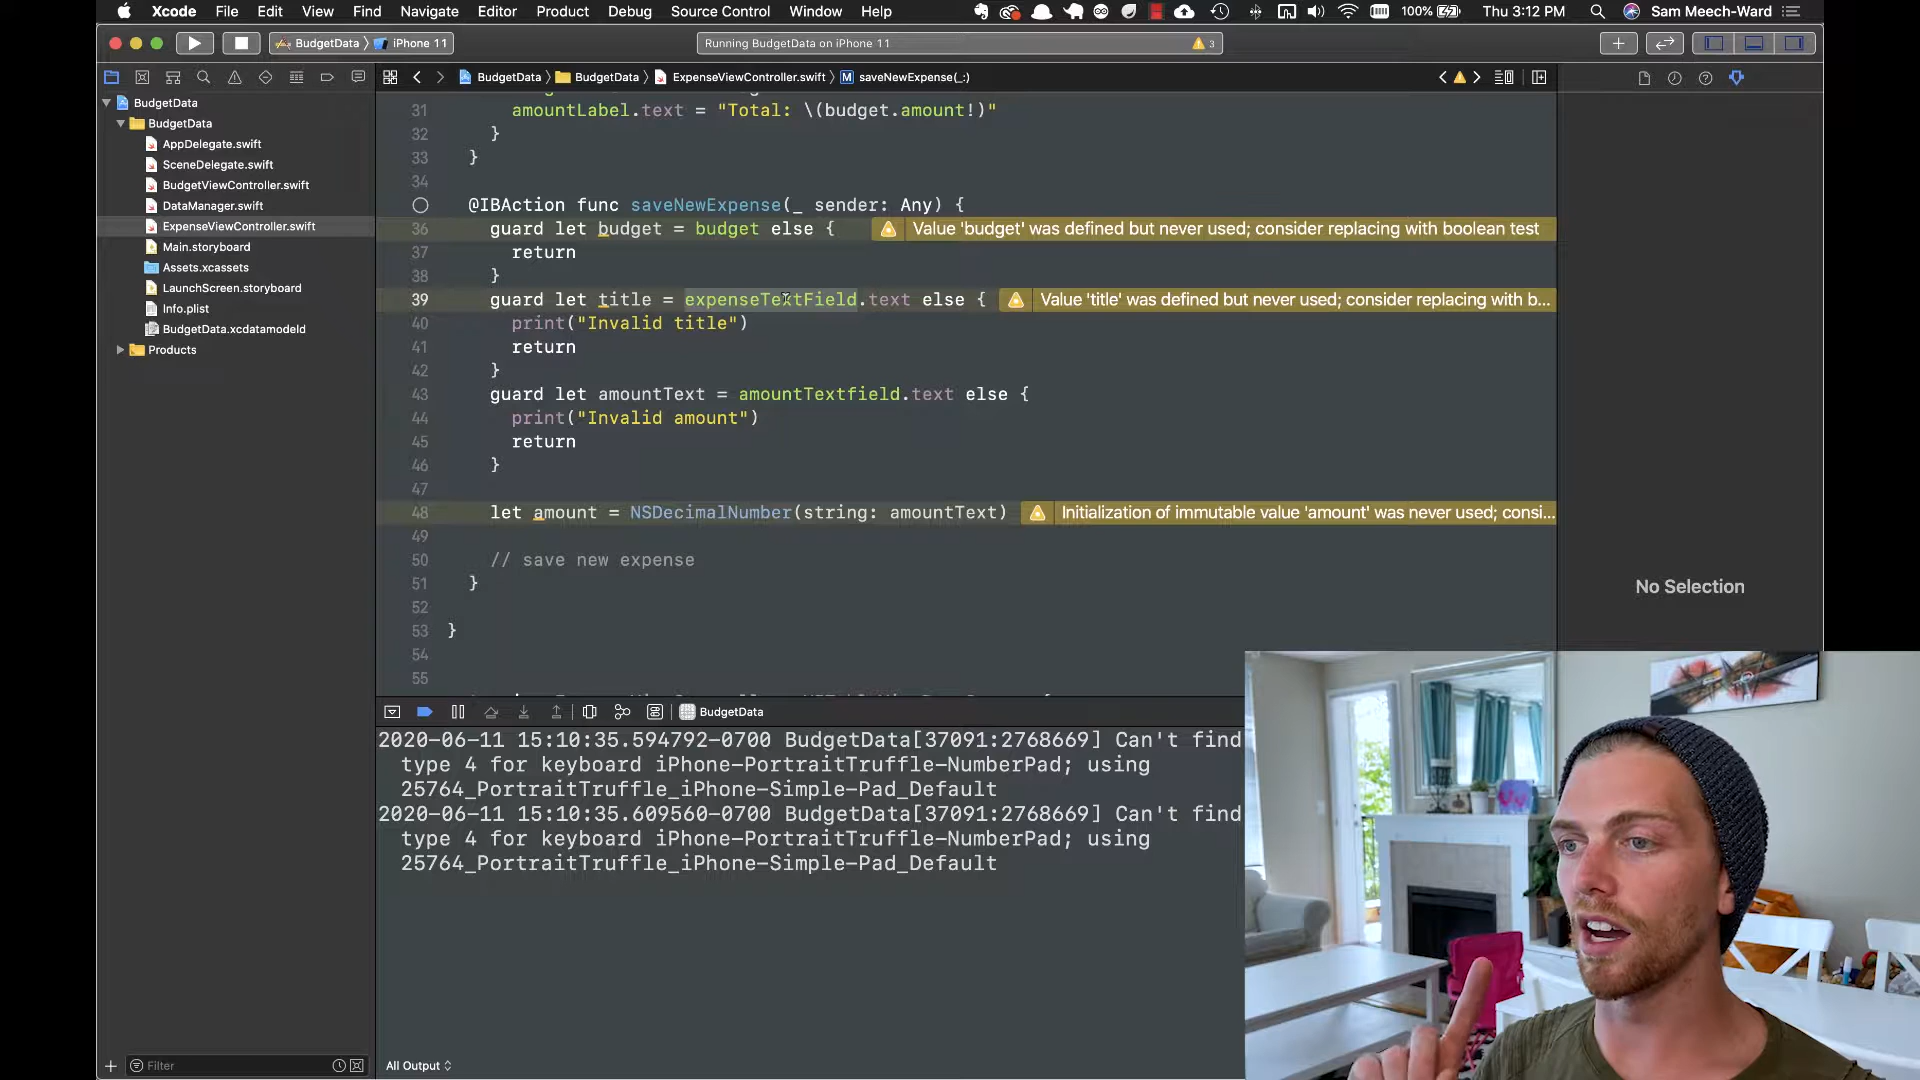 Xcode File Edit View Find Navigate Editor Product Debug Source Control Window Help 100% Thu 3:12 PM Sam Meech-Ward
BudgetData iPhone 11 Running BudgetData on iPhone 11 3
BudgetData BudgetData ExpenseViewController.swift M saveNewExpense(_:)
BudgetData
BudgetData
AppDelegate.swift
SceneDelegate.swift
BudgetViewController.swift
DataManager.swift
ExpenseViewController.swift
Main.storyboard
Assets.xcassets
LaunchScreen.storyboard
Info.plist
BudgetData.xcdatamodeld
Products
Filter
31 amountLabel.text = "Total: \(budget.amount!)"
32 }
33 }
34
@IBAction func saveNewExpense(_ sender: Any) {
36 guard let budget = budget else { Value 'budget' was defined but never used; consider replacing with boolean test
37 return
38 }
39 guard let title = expenseTextField.text else { Value 'title' was defined but never used; consider replacing with b...
40 print("Invalid title")
41 return
42 }
43 guard let amountText = amountTextfield.text else {
44 print("Invalid amount")
45 return
46 }
47
48 let amount = NSDecimalNumber(string: amountText) Initialization of immutable value 'amount' was never used; consi...
49
50 // save new expense
51 }
52
53 }
54
55
No Selection
BudgetData
2020-06-11 15:10:35.594792-0700 BudgetData[37091:2768669] Can't find
type 4 for keyboard iPhone-PortraitTruffle-NumberPad; using
25764_PortraitTruffle_iPhone-Simple-Pad_Default
2020-06-11 15:10:35.609560-0700 BudgetData[37091:2768669] Can't find
type 4 for keyboard iPhone-PortraitTruffle-NumberPad; using
25764_PortraitTruffle_iPhone-Simple-Pad_Default
All Output